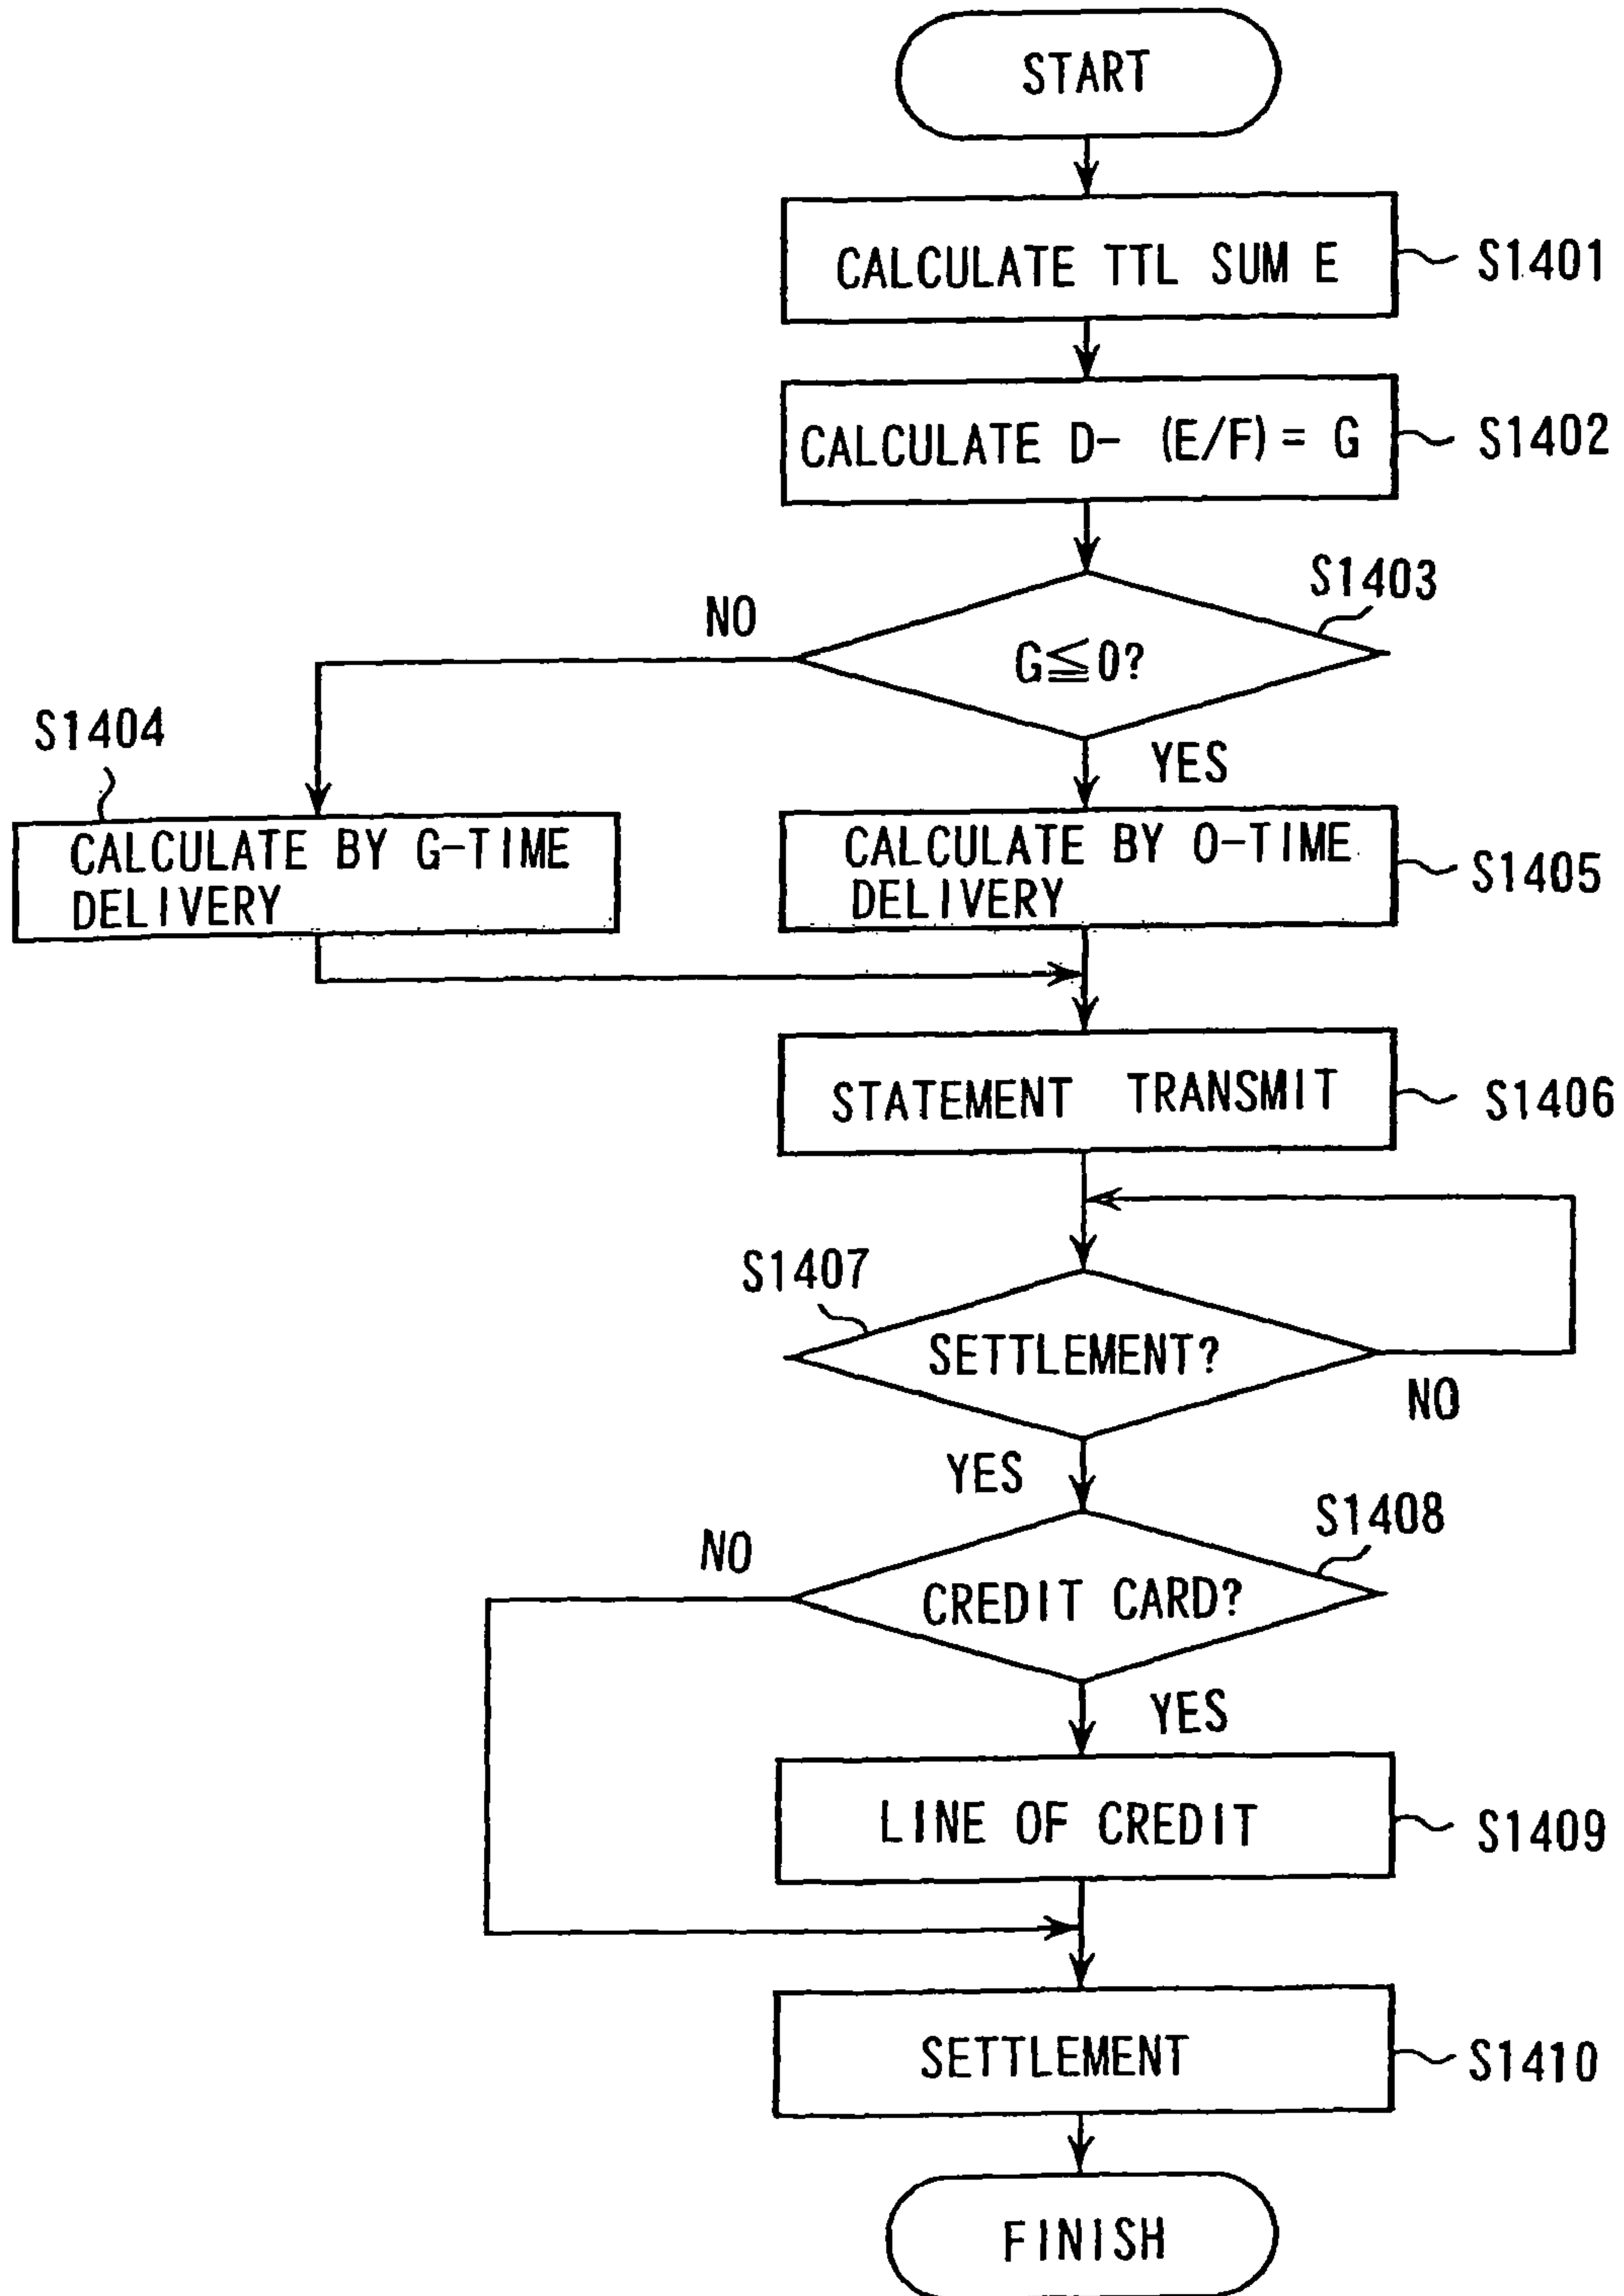 START
CALCULATE TTL SUM E
S1401
CALCULATE D- (E/F) = G
S1402
S1403
NO
G≦0?
YES
S1404
CALCULATE BY G-TIME
DELIVERY
CALCULATE BY 0-TIME
DELIVERY
S1405
STATEMENT TRANSMIT
S1406
S1407
SETTLEMENT?
NO
YES
S1408
NO
CREDIT CARD?
YES
LINE OF CREDIT
S1409
SETTLEMENT
S1410
FINISH